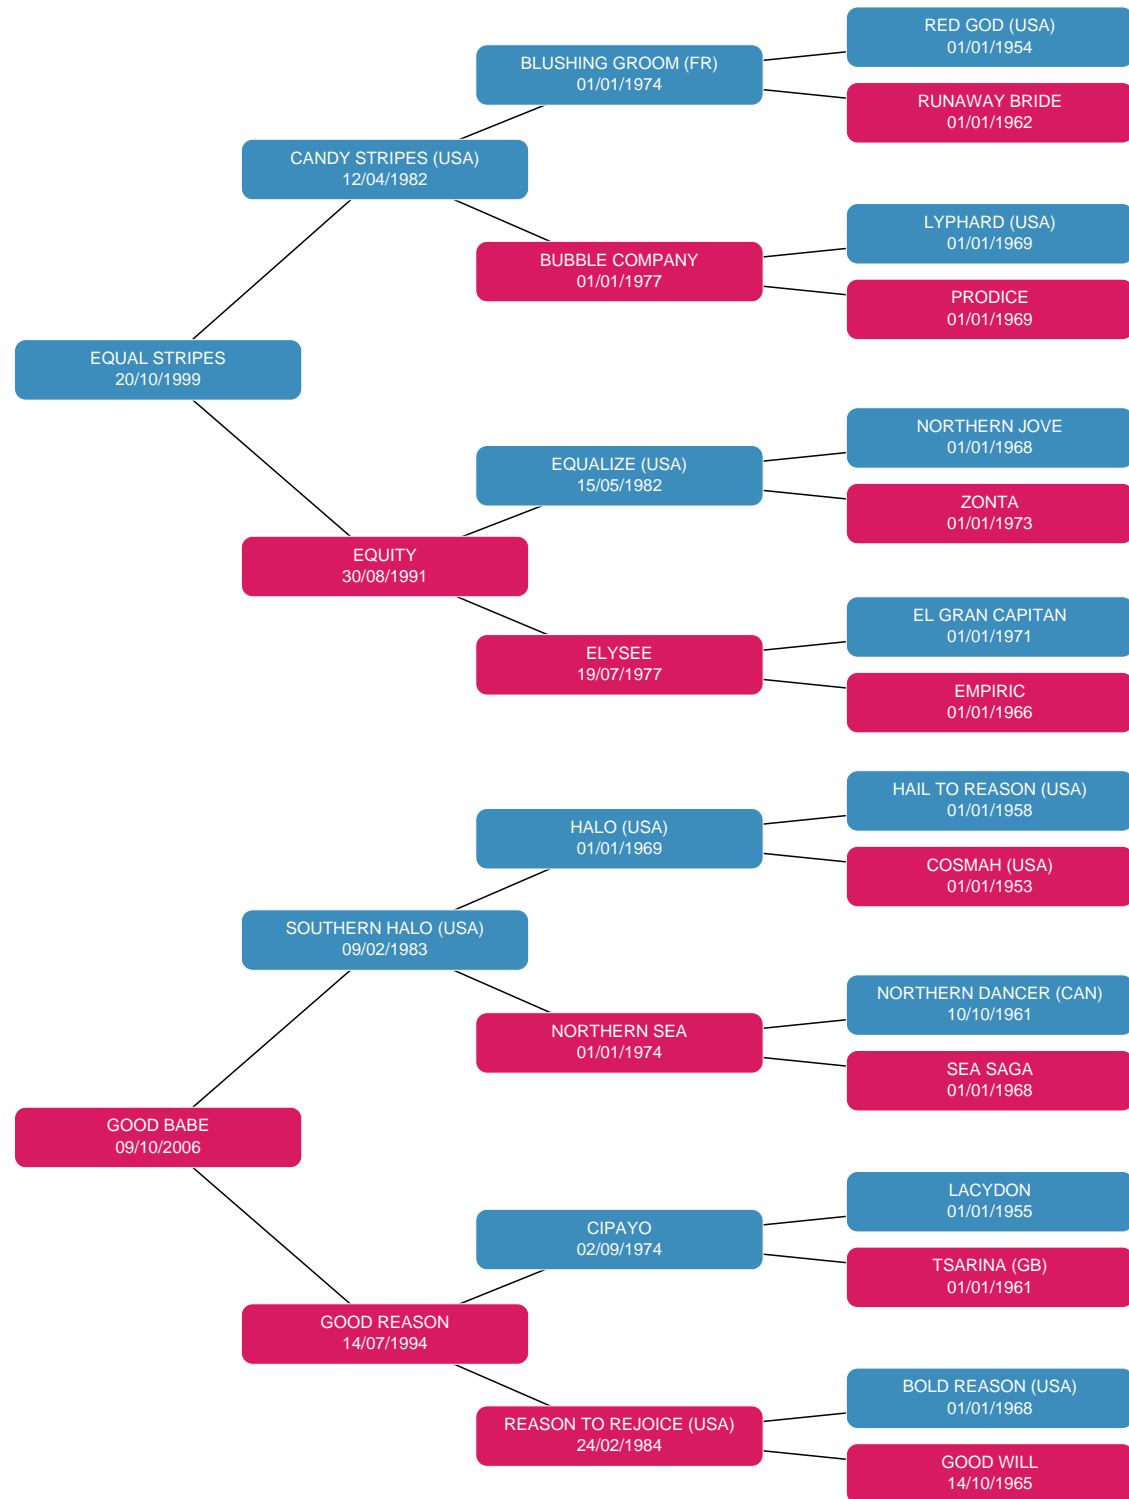 RED GOD (USA)
01/01/1954
BLUSHING GROOM (FR)
01/01/1974
RUNAWAY BRIDE
01/01/1962
CANDY STRIPES (USA)
12/04/1982
LYPHARD (USA)
01/01/1969
BUBBLE COMPANY
01/01/1977
PRODICE
01/01/1969
EQUAL STRIPES
20/10/1999
NORTHERN JOVE
01/01/1968
EQUALIZE (USA)
15/05/1982
ZONTA
01/01/1973
EQUITY
30/08/1991
EL GRAN CAPITAN
01/01/1971
ELYSEE
19/07/1977
EMPIRIC
01/01/1966
HAIL TO REASON (USA)
01/01/1958
HALO (USA)
01/01/1969
COSMAH (USA)
01/01/1953
SOUTHERN HALO (USA)
09/02/1983
NORTHERN DANCER (CAN)
10/10/1961
NORTHERN SEA
01/01/1974
SEA SAGA
01/01/1968
GOOD BABE
09/10/2006
LACYDON
01/01/1955
CIPAYO
02/09/1974
TSARINA (GB)
01/01/1961
GOOD REASON
14/07/1994
BOLD REASON (USA)
01/01/1968
REASON TO REJOICE (USA)
24/02/1984
GOOD WILL
14/10/1965